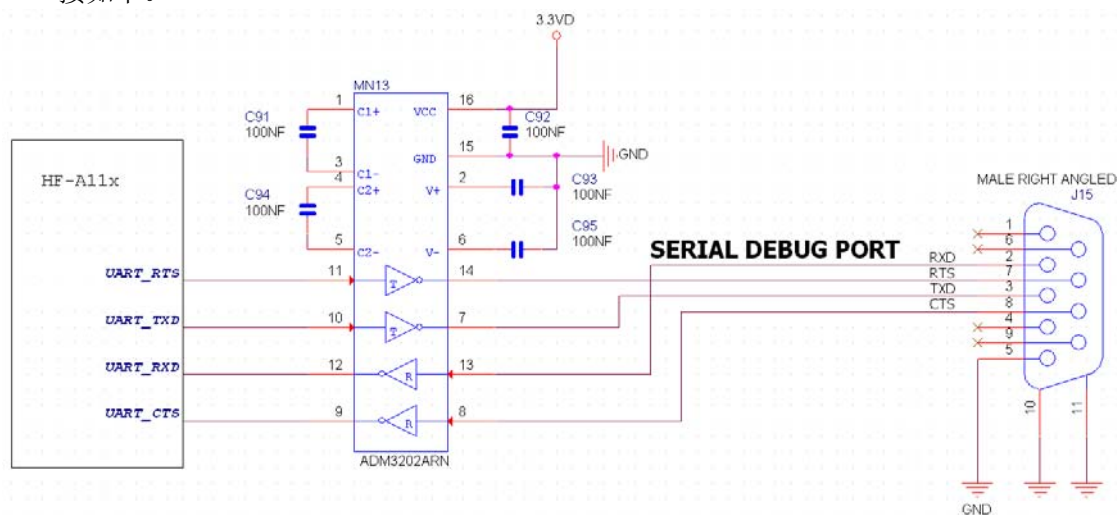 3.3VD
MN13
1
C1+
VCC
16
C91
100NF
C92
100NF
3
C1-
GND
15
GND
4
C2+
V+
2
C93
100NF
HF-A11x
C94
100NF
5
C2-
V-
6
C95
100NF
MALE RIGHT ANGLED
J15
SERIAL DEBUG PORT
UART_RTS
11
T
14
UART_TXD
10
T
7
UART_RXD
12
R
13
UART_CTS
9
R
8
ADM3202ARN
1
6
RXD
2
RTS
7
TXD
3
CTS
8
4
9
5
10
11
GND